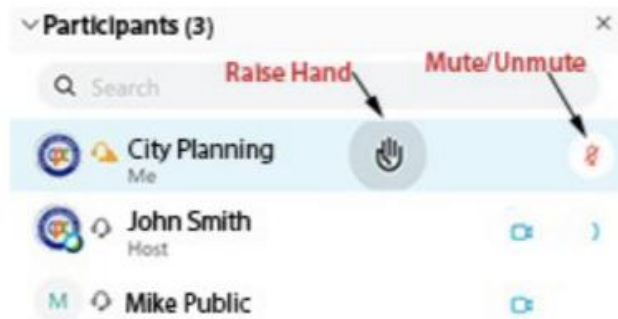 Participants (3)
Raise Hand
Mute/Unmute
Search
City Planning
Me
John Smith
Host
M
Mike Public